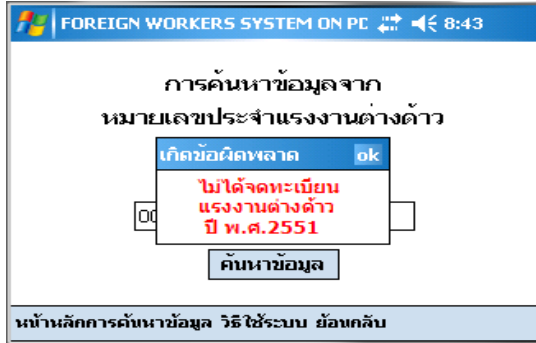 FOREIGN WORKERS SYSTEM ON PC 8:43
การค้นหาข้อมูลจาก
หมายเลขประจำแรงงานต่างด้าว
เกิดข้อผิดพลาด ok
ไม่ได้จดทะเบียน
แรงงานต่างด้าว
ปี พ.ศ.2551
00
ค้นหาข้อมูล
หน้าหลักการค้นหาข้อมูล วิธีใช้ระบบ ย้อนกลับ